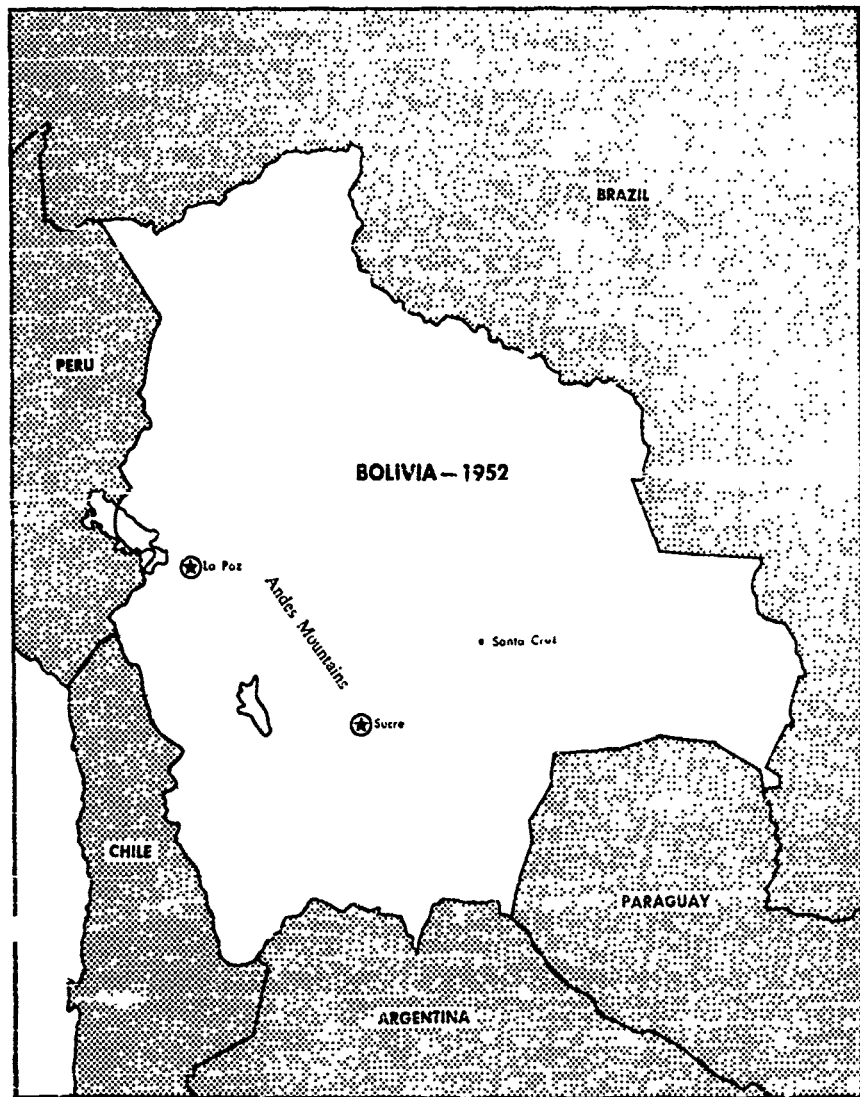 BRAZIL
PERU
BOLIVIA — 1952
La Paz
Andes Mountains
Santa Cruz
Sucre
CHILE
PARAGUAY
ARGENTINA